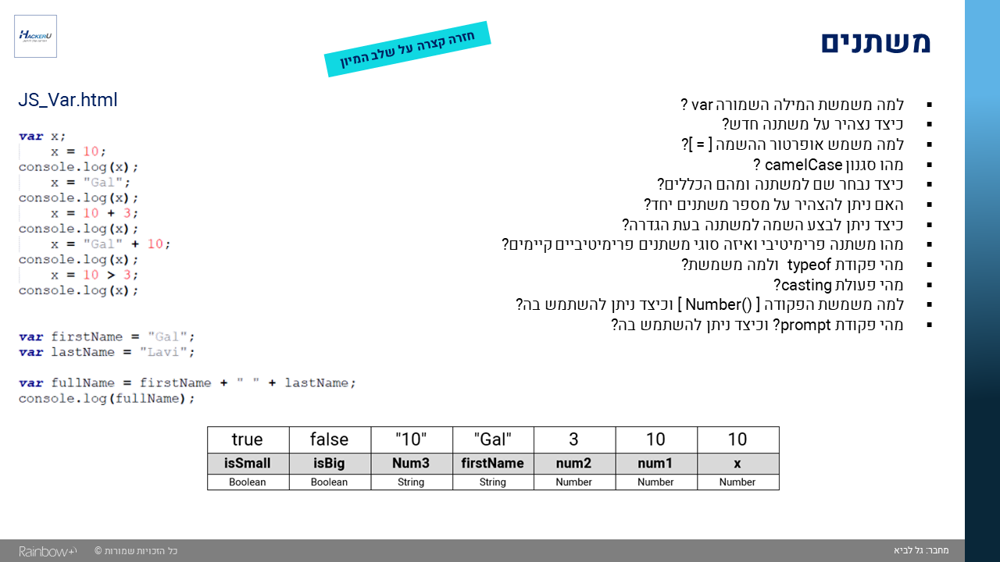 HACKERU
משתנים
חזרה קצרה על שלב המיון
▪ למה משמשת המילה השמורה var ?
▪ כיצד נצהיר על משתנה חדש?
▪ למה משמש אופרטור ההשמה [ = ]?
▪ מהו סגנון camelCase ?
▪ כיצד נבחר שם למשתנה ומהם הכללים?
▪ האם ניתן להצהיר על מספר משתנים יחד?
▪ כיצד ניתן לבצע השמה למשתנה בעת הגדרה?
▪ מהו משתנה פרימיטיבי ואיזה סוגי משתנים פרימיטיביים קיימים?
▪ מהי פקודת typeof ולמה משמשת?
▪ מהי פעולת casting?
▪ למה משמשת הפקודה [ Number() ] וכיצד ניתן להשתמש בה?
▪ מהי פקודת prompt? וכיצד ניתן להשתמש בה?
JS_Var.html
var x;
x = 10;
console.log(x);
x = "Gal";
console.log(x);
x = 10 + 3;
console.log(x);
x = "Gal" + 10;
console.log(x);
x = 10 > 3;
console.log(x);
var firstName = "Gal";
var lastName = "Lavi";
var fullName = firstName + " " + lastName;
console.log(fullName);
true false "10" "Gal" 3 10 10
isSmall isBig Num3 firstName num2 num1 x
Boolean Boolean String String Number Number Number
מחבר: גל לביא
כל הזכויות שמורות ©
Rainbow+)